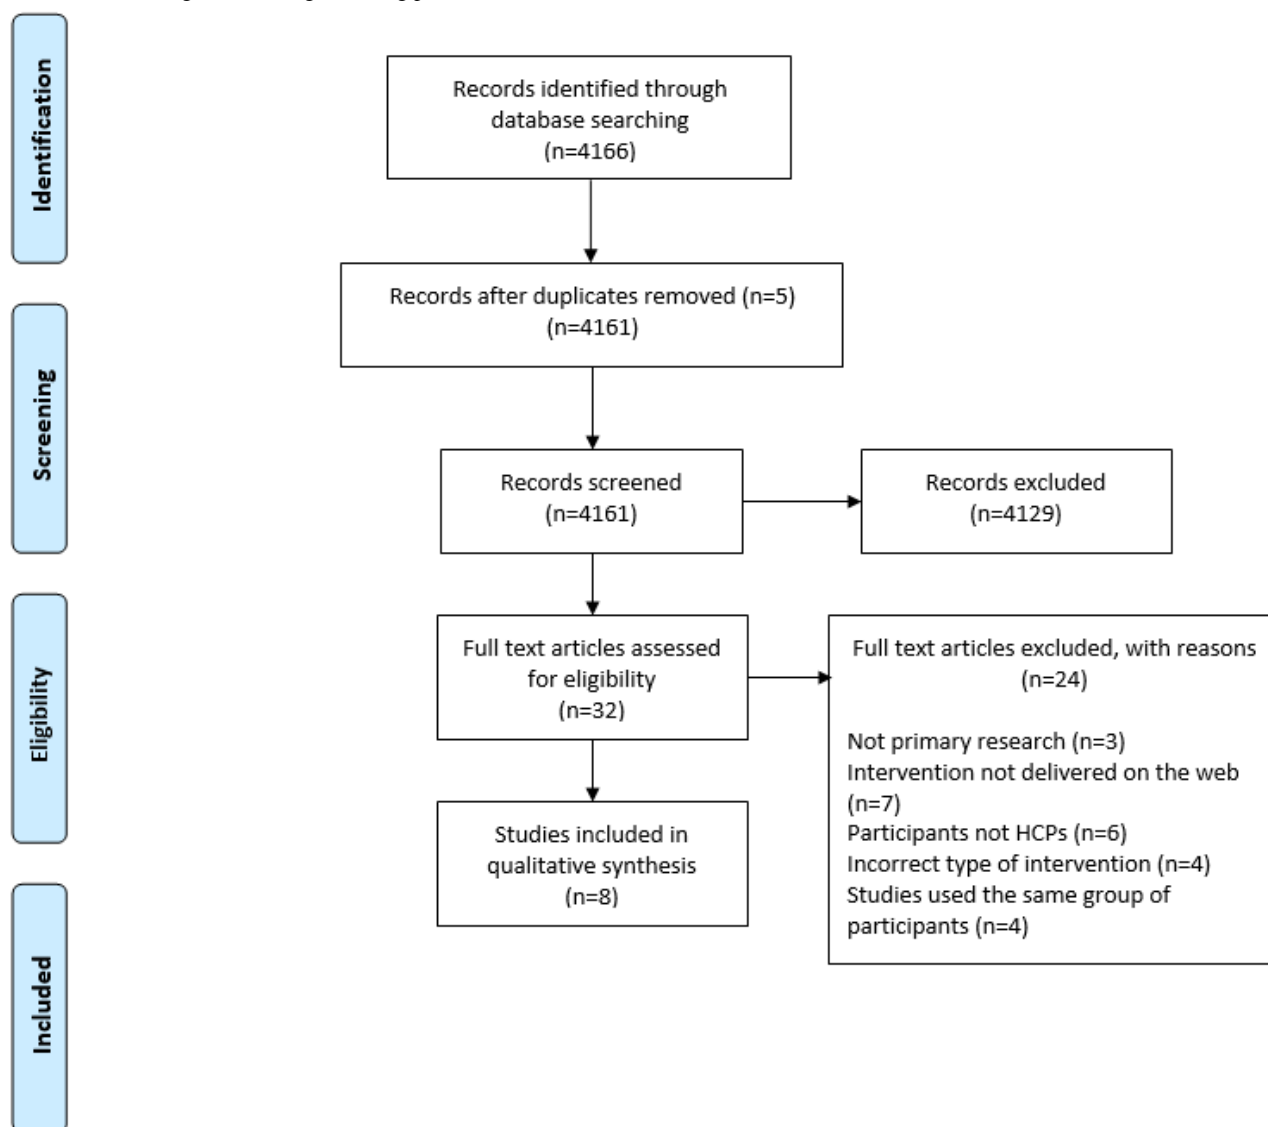 Identification
Records identified through
database searching
(n=4166)
Records after duplicates removed (n=5)
(n=4161)
Screening
Records screened
(n=4161)
Records excluded
(n=4129)
Eligibility
Full text articles assessed
for eligibility
(n=32)
Full text articles excluded, with reasons
(n=24)
Not primary research (n=3)
Intervention not delivered on the web
(n=7)
Participants not HCPs (n=6)
Incorrect type of intervention (n=4)
Studies used the same group of
participants (n=4)
Studies included in
qualitative synthesis
(n=8)
Included